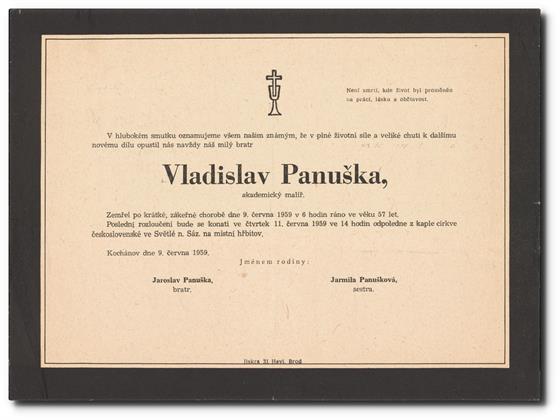 Není smrti, kde život byl proměněn
na práci, lásku a obětavost.
V hlubokém smutku oznamujeme všem našim známým, že v plné životní síle a veliké chuti k dalšímu
novému dílu opustil nás navždy náš milý bratr
Vladislav Panuška,
akademický malíř.
Zemřel po krátké, zákeřné chorobě dne 9. června 1959 v 6 hodin ráno ve věku 57 let.
Poslední rozloučení bude se konati ve čtvrtek 11. června 1959 ve 14 hodin odpoledne z kaple církve
československé ve Světlé n. Sáz. na místní hřbitov.
Kochánov dne 9. června 1959.
Jménem rodiny:
Jaroslav Panuška,
bratr.
Jarmila Panušková,
sestra.
Tiskra 31 Havl. Brod